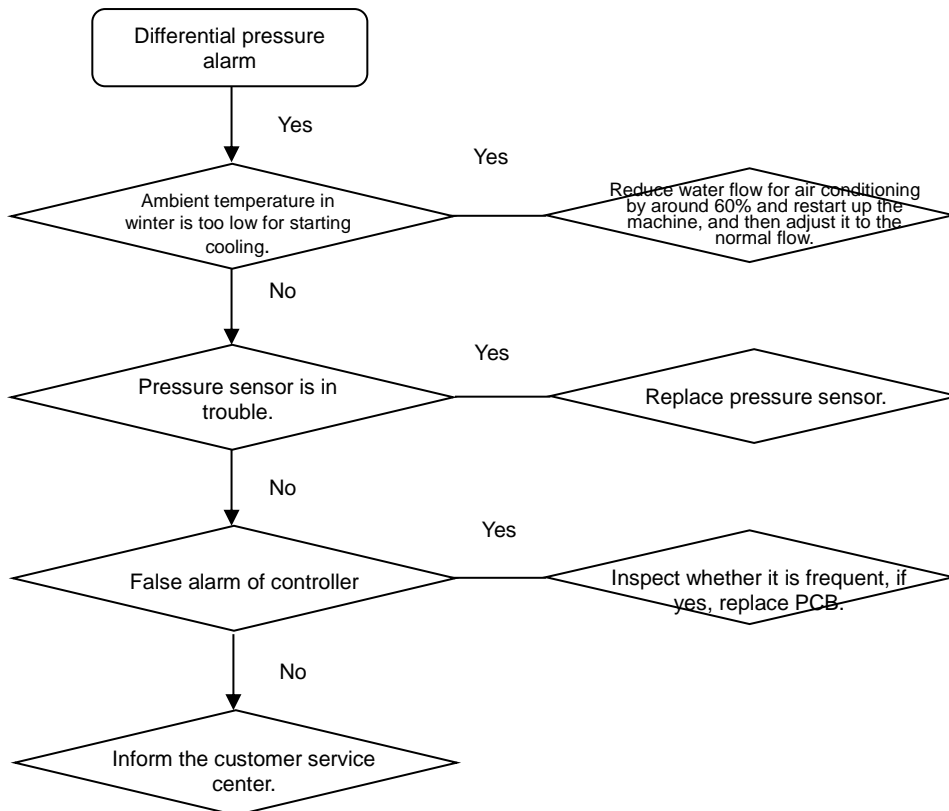 Differential pressure
alarm
Yes
Yes
Ambient temperature in
winter is too low for starting
cooling.
Reduce water flow for air conditioning
by around 60% and restart up the
machine, and then adjust it to the
normal flow.
No
Yes
Pressure sensor is in
trouble.
Replace pressure sensor.
No
Yes
False alarm of controller
Inspect whether it is frequent, if
yes, replace PCB.
No
Inform the customer service
center.